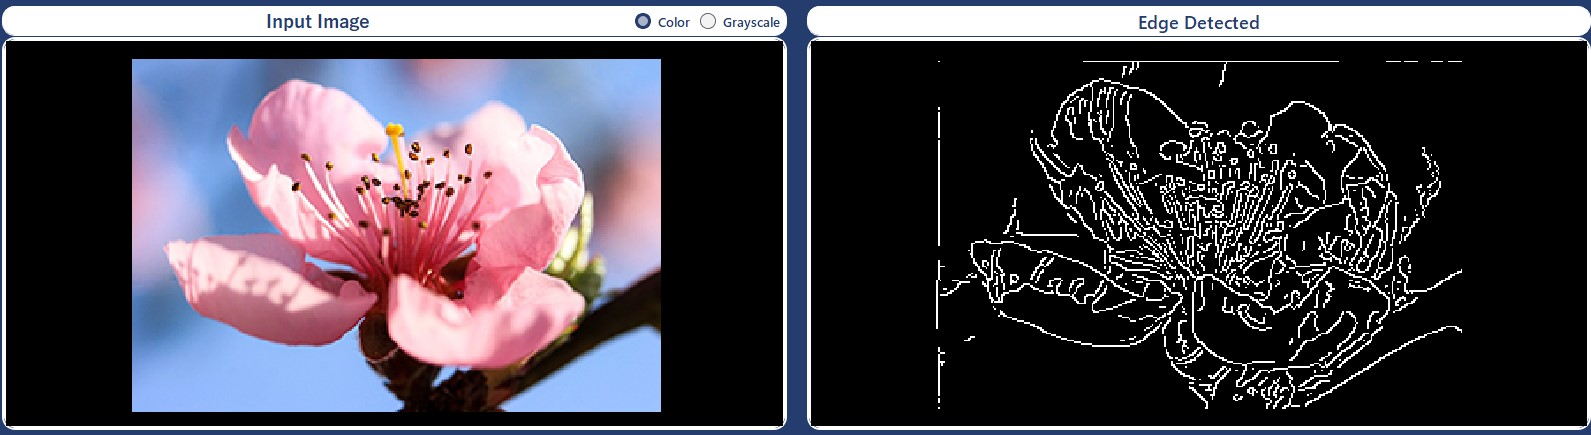 Input Image
Color Grayscale
Edge Detected